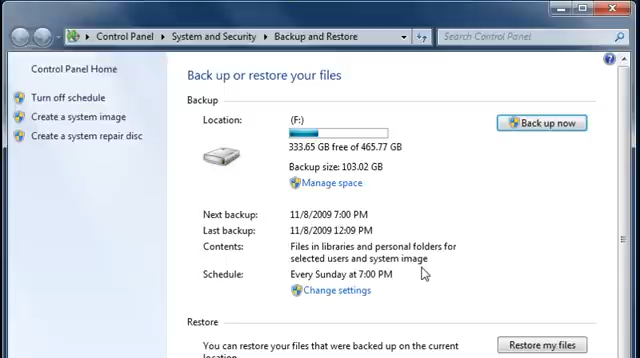 Control Panel ▸ System and Security ▸ Backup and Restore
Search Control Panel
Control Panel Home
Turn off schedule
Create a system image
Create a system repair disc
Back up or restore your files
Backup
Location:
(F:)
333.65 GB free of 465.77 GB
Backup size: 103.02 GB
Manage space
Back up now
Next backup: 11/8/2009 7:00 PM
Last backup: 11/8/2009 12:09 PM
Contents: Files in libraries and personal folders for
selected users and system image
Schedule: Every Sunday at 7:00 PM
Change settings
Restore
You can restore your files that were backed up on the current
location.
Restore my files